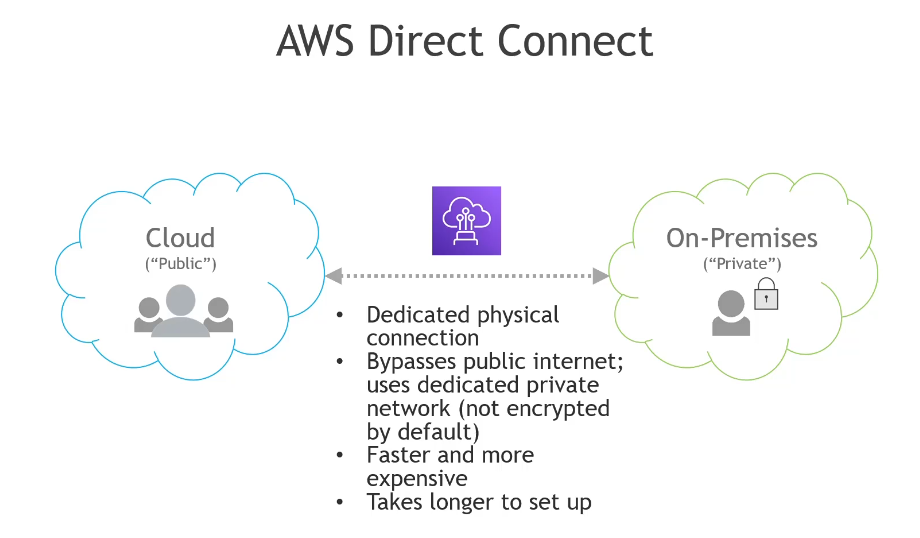 AWS Direct Connect
Cloud
(“Public”)
On-Premises
(“Private”)
• Dedicated physical
connection
• Bypasses public internet;
uses dedicated private
network (not encrypted
by default)
• Faster and more
expensive
• Takes longer to set up